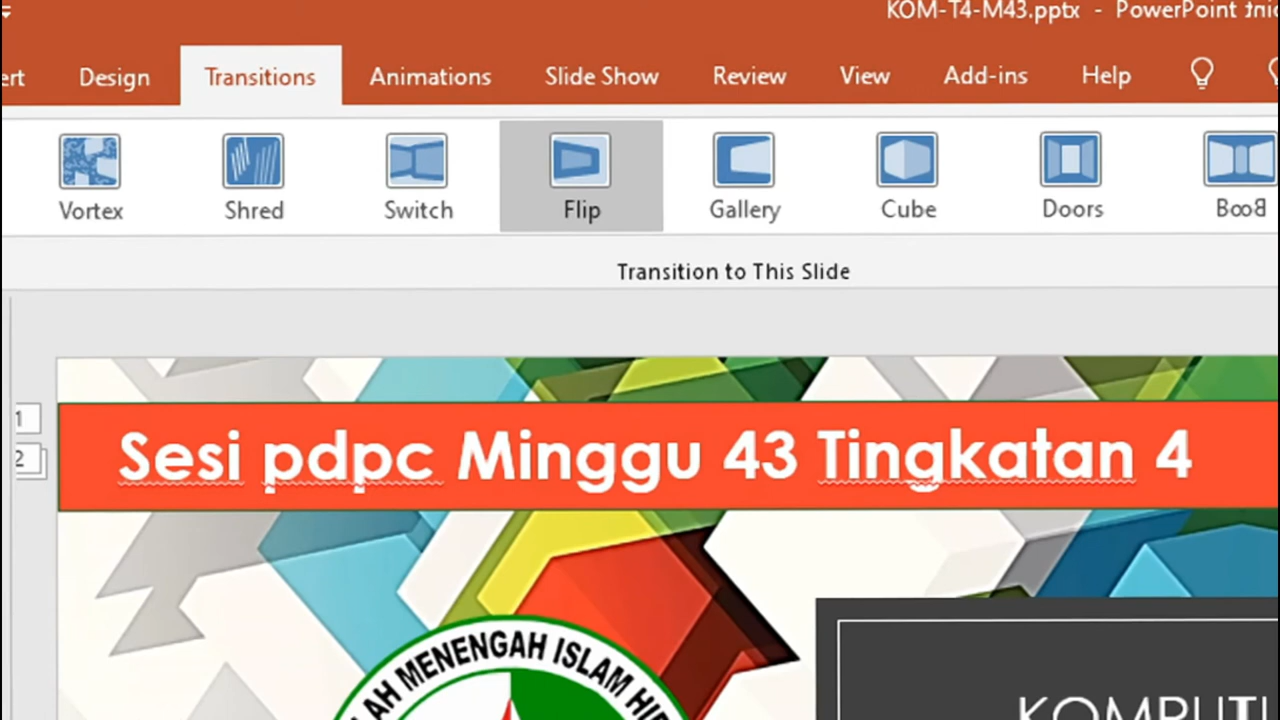 KOM-T4-M43.pptx - PowerPoint
Design Transitions Animations Slide Show Review View Add-ins Help
Vortex Shred Switch Flip Gallery Cube Doors
Transition to This Slide
1
2
Sesi pdpc Minggu 43 Tingkatan 4
MENENGAH ISLAM